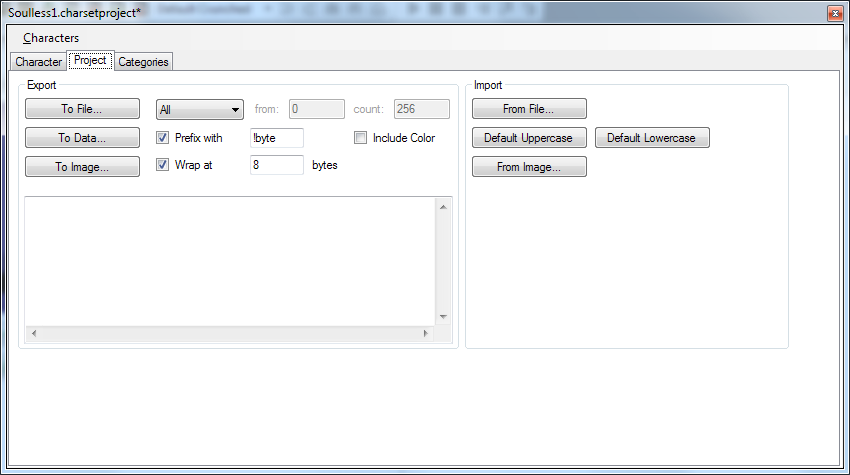 Soulless1.charsetproject*
Characters
Character Project Categories
Export
To File... All from: 0 count: 256
To Data... Prefix with !byte Include Color
To Image... Wrap at 8 bytes
Import
From File...
Default Uppercase Default Lowercase
From Image...